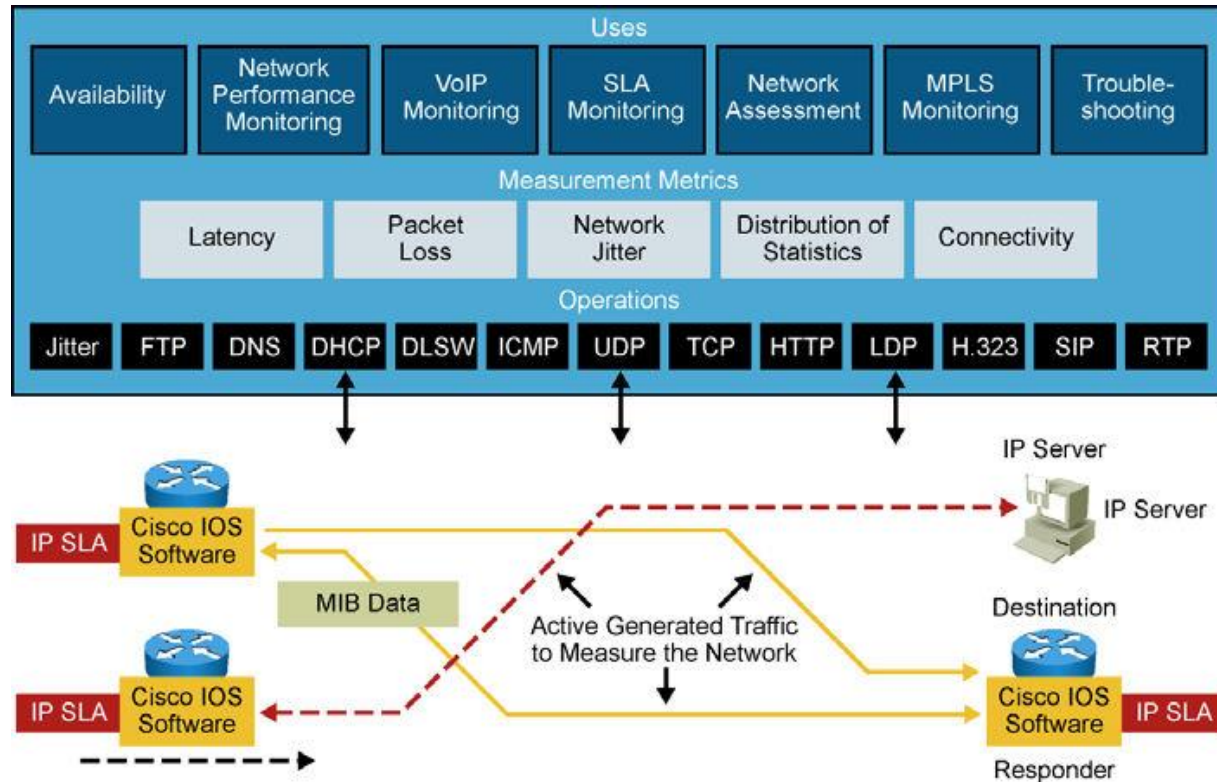 Uses
Availability
Network
Performance
Monitoring
VoIP
Monitoring
SLA
Monitoring
Network
Assessment
MPLS
Monitoring
Trouble-
shooting
Measurement Metrics
Latency
Packet
Loss
Network
Jitter
Distribution of
Statistics
Connectivity
Operations
Jitter
FTP
DNS
DHCP
DLSW
ICMP
UDP
TCP
HTTP
LDP
H.323
SIP
RTP
IP Server
IP Server
IP SLA
Cisco IOS
Software
MIB Data
Active Generated Traffic
to Measure the Network
Destination
IP SLA
Cisco IOS
Software
Cisco IOS
Software
IP SLA
Responder